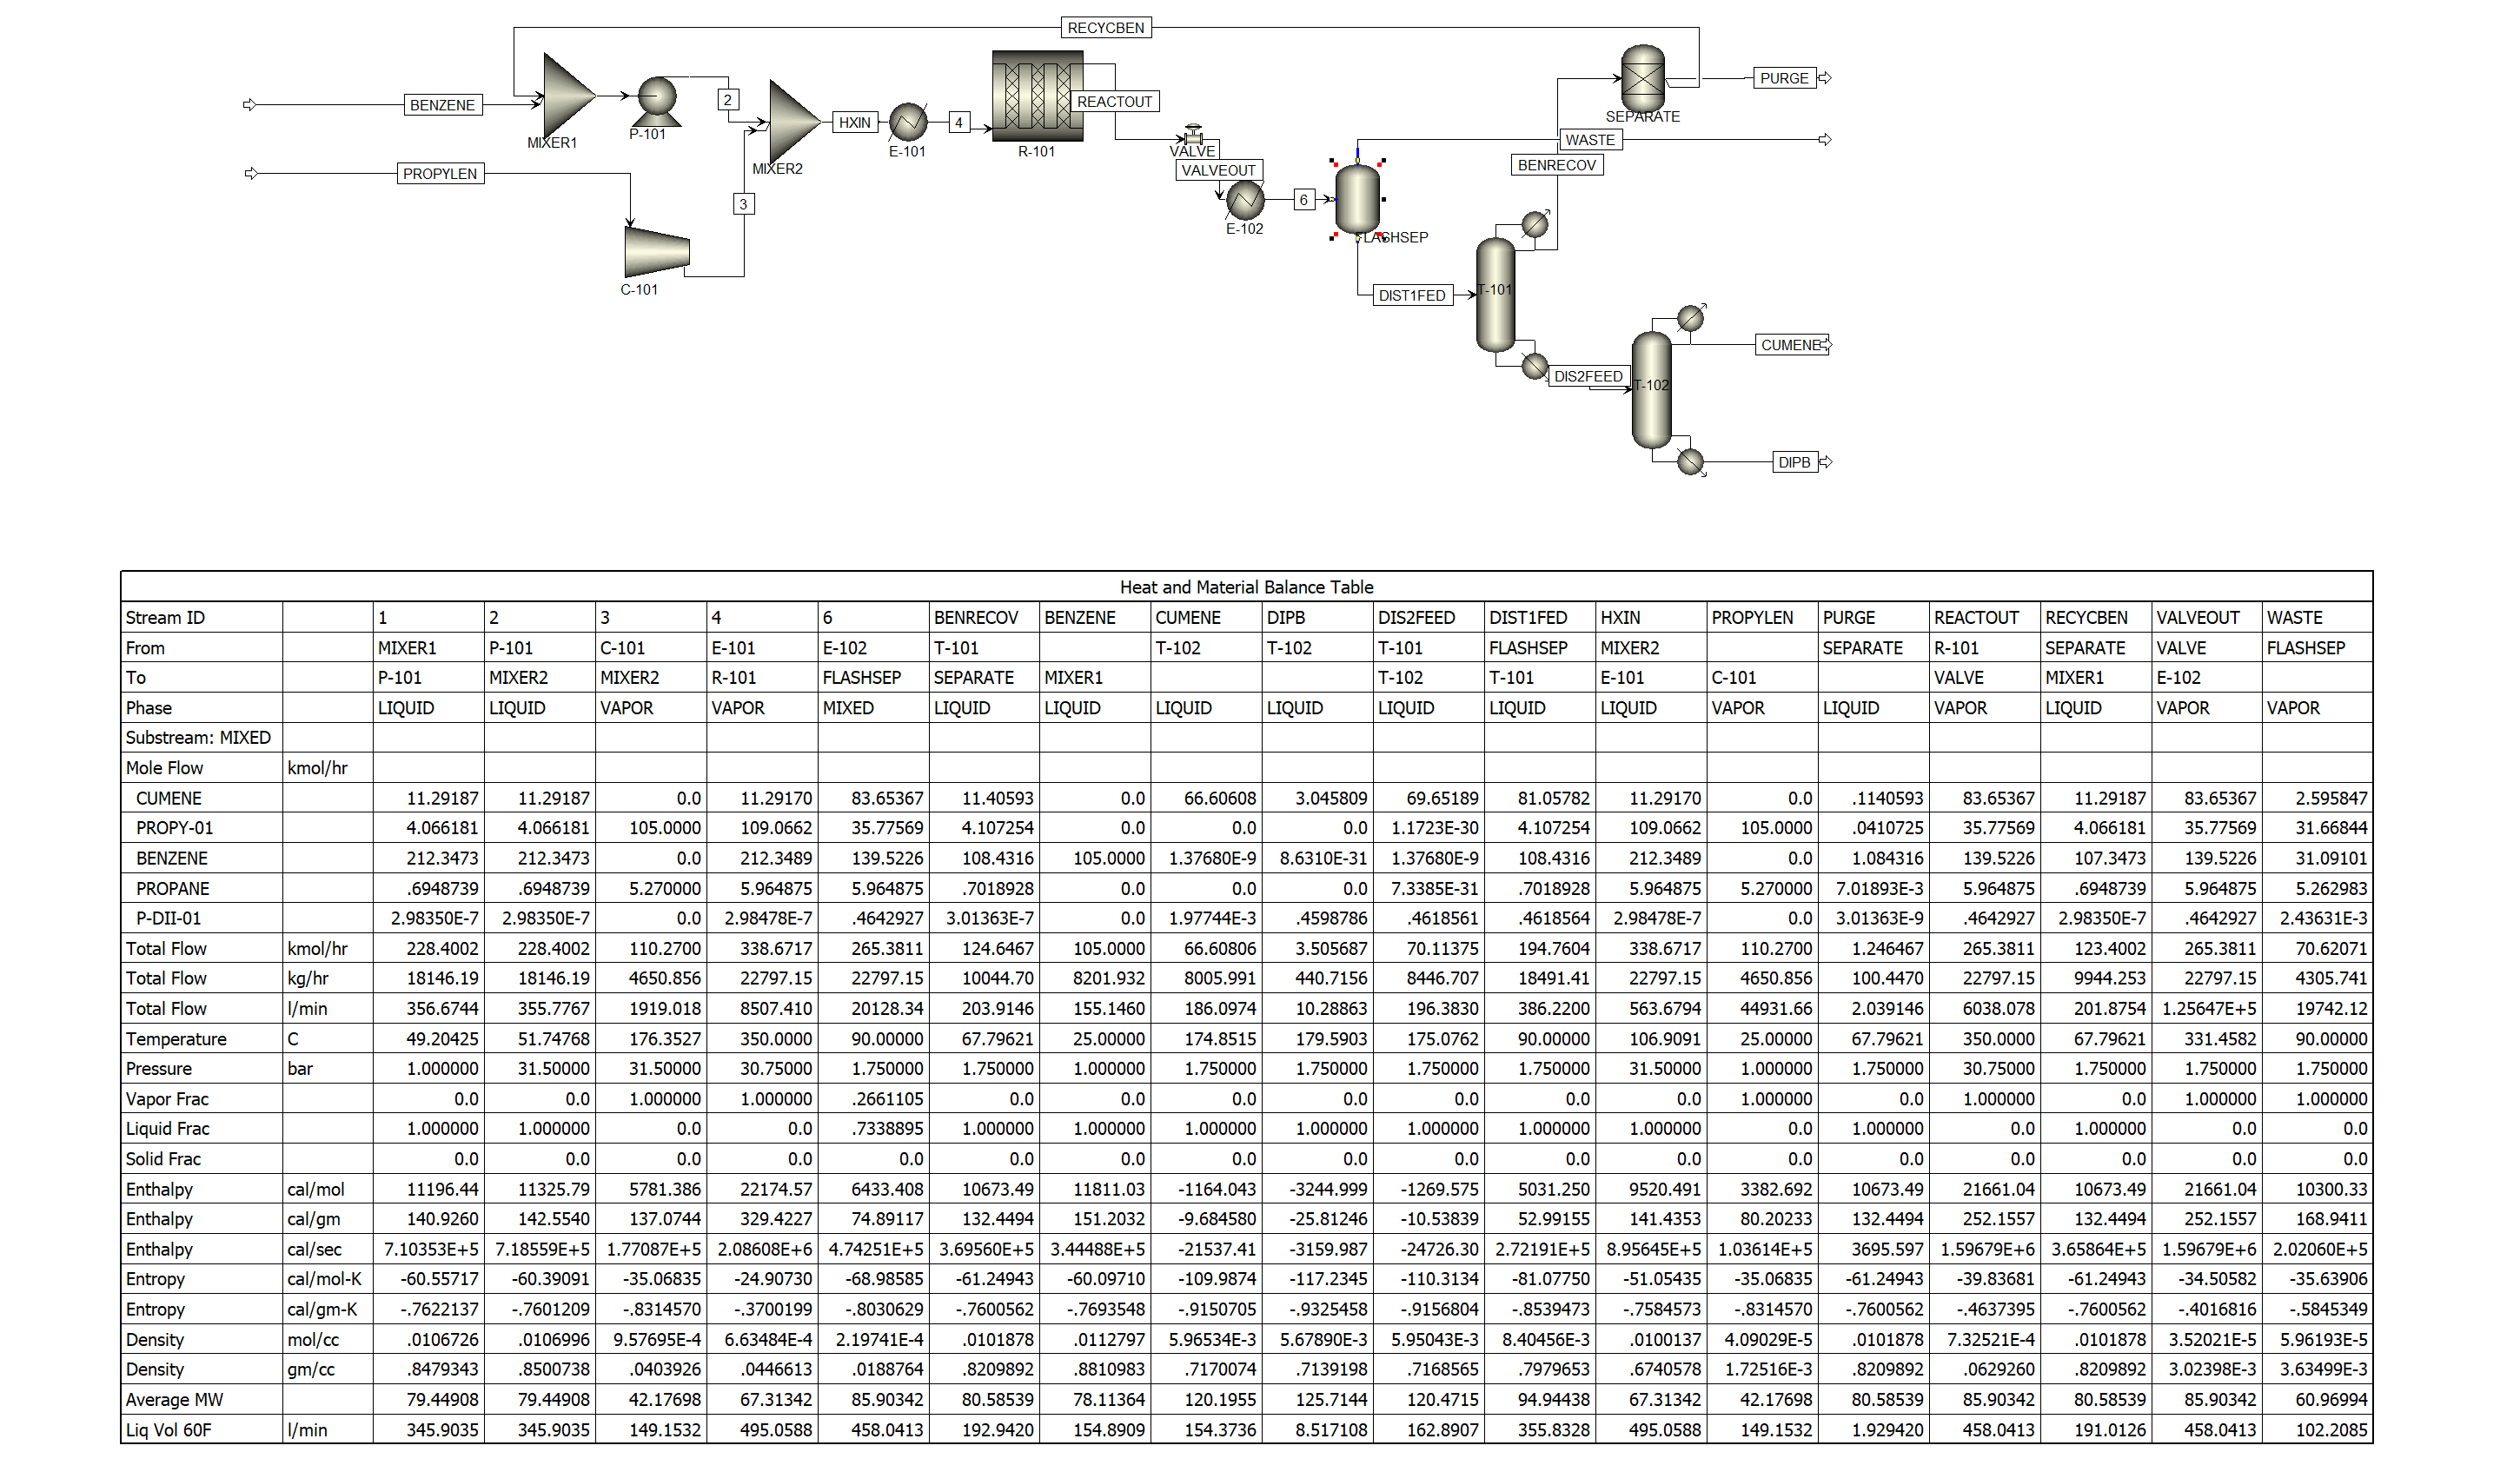 RECYCBEN
BENZENE
MIXER1
P-101
2
PROPYLEN
C-101
3
MIXER2
HXIN
E-101
4
R-101
REACTOUT
VALVE
VALVEOUT
E-102
6
FLASHSEP
SEPARATE
PURGE
WASTE
BENRECOV
DIST1FED
T-101
DIS2FEED
T-102
CUMENE
DIPB
Heat and Material Balance Table
Stream ID 1 2 3 4 6 BENRECOV BENZENE CUMENE DIPB DIS2FEED DIST1FED HXIN PROPYLEN PURGE REACTOUT RECYCBEN VALVEOUT WASTE
From MIXER1 P-101 C-101 E-101 E-102 T-101 T-102 T-102 T-101 FLASHSEP MIXER2 SEPARATE R-101 SEPARATE VALVE FLASHSEP
To P-101 MIXER2 MIXER2 R-101 FLASHSEP SEPARATE MIXER1 T-102 T-101 E-101 C-101 VALVE MIXER1 E-102
Phase LIQUID LIQUID VAPOR VAPOR MIXED LIQUID LIQUID LIQUID LIQUID LIQUID LIQUID LIQUID VAPOR LIQUID VAPOR LIQUID VAPOR VAPOR
Substream: MIXED
Mole Flow kmol/hr
CUMENE 11.29187 11.29187 0.0 11.29170 83.65367 11.40593 0.0 66.60608 3.045809 69.65189 81.05782 11.29170 0.0 .1140593 83.65367 11.29187 83.65367 2.595847
PROPY-01 4.066181 4.066181 105.0000 109.0662 35.77569 4.107254 0.0 0.0 0.0 1.1723E-30 4.107254 109.0662 105.0000 .0410725 35.77569 4.066181 35.77569 31.66844
BENZENE 212.3473 212.3473 0.0 212.3489 139.5226 108.4316 105.0000 1.37680E-9 8.6310E-31 1.37680E-9 108.4316 212.3489 0.0 1.084316 139.5226 107.3473 139.5226 31.09101
PROPANE .6948739 .6948739 5.270000 5.964875 5.964875 .7018928 0.0 0.0 0.0 7.3385E-31 .7018928 5.964875 5.270000 7.01893E-3 5.964875 .6948739 5.964875 5.262983
P-DII-01 2.98350E-7 2.98350E-7 0.0 2.98478E-7 .4642927 3.01363E-7 0.0 1.97744E-3 .4598786 .4618561 .4618564 2.98478E-7 0.0 3.01363E-9 .4642927 2.98350E-7 .4642927 2.43631E-3
Total Flow kmol/hr 228.4002 228.4002 110.2700 338.6717 265.3811 124.6467 105.0000 66.60806 3.505687 70.11375 194.7604 338.6717 110.2700 1.246467 265.3811 123.4002 265.3811 70.62071
Total Flow kg/hr 18146.19 18146.19 4650.856 22797.15 22797.15 10044.70 8201.932 8005.991 440.7156 8446.707 18491.41 22797.15 4650.856 100.4470 22797.15 9944.253 22797.15 4305.741
Total Flow l/min 356.6744 355.7767 1919.018 8507.410 20128.34 203.9146 155.1460 186.0974 10.28863 196.3830 386.2200 563.6794 44931.66 2.039146 6038.078 201.8754 1.25647E+5 19742.12
Temperature C 49.20425 51.74768 176.3527 350.0000 90.00000 67.79621 25.00000 174.8515 179.5903 175.0762 90.00000 106.9091 25.00000 67.79621 350.0000 67.79621 331.4582 90.00000
Pressure bar 1.000000 31.50000 31.50000 30.75000 1.750000 1.750000 1.000000 1.750000 1.750000 1.750000 1.750000 31.50000 1.000000 1.750000 30.75000 1.750000 1.750000 1.750000
Vapor Frac 0.0 0.0 1.000000 1.000000 .2661105 0.0 0.0 0.0 0.0 0.0 0.0 0.0 1.000000 0.0 1.000000 0.0 1.000000 1.000000
Liquid Frac 1.000000 1.000000 0.0 0.0 .7338895 1.000000 1.000000 1.000000 1.000000 1.000000 1.000000 1.000000 0.0 1.000000 0.0 1.000000 0.0 0.0
Solid Frac 0.0 0.0 0.0 0.0 0.0 0.0 0.0 0.0 0.0 0.0 0.0 0.0 0.0 0.0 0.0 0.0 0.0 0.0
Enthalpy cal/mol 11196.44 11325.79 5781.386 22174.57 6433.408 10673.49 11811.03 -1164.043 -3244.999 -1269.575 5031.250 9520.491 3382.692 10673.49 21661.04 10673.49 21661.04 10300.33
Enthalpy cal/gm 140.9260 142.5540 137.0744 329.4227 74.89117 132.4494 151.2032 -9.684580 -25.81246 -10.53839 52.99155 141.4353 80.20233 132.4494 252.1557 132.4494 252.1557 168.9411
Enthalpy cal/sec 7.10353E+5 7.18559E+5 1.77087E+5 2.08608E+6 4.74251E+5 3.69560E+5 3.44488E+5 -21537.41 -3159.987 -24726.30 2.72191E+5 8.95645E+5 1.03614E+5 3695.597 1.59679E+6 3.65864E+5 1.59679E+6 2.02060E+5
Entropy cal/mol-K -60.55717 -60.39091 -35.06835 -24.90730 -68.98585 -61.24943 -60.09710 -109.9874 -117.2345 -110.3134 -81.07750 -51.05435 -35.06835 -61.24943 -39.83681 -61.24943 -34.50582 -35.63906
Entropy cal/gm-K -.7622137 -.7601209 -.8314570 -.3700199 -.8030629 -.7600562 -.7693548 -.9150705 -.9325458 -.9156804 -.8539473 -.7584573 -.8314570 -.7600562 -.4637395 -.7600562 -.4016816 -.5845349
Density mol/cc .0106726 .0106996 9.57695E-4 6.63484E-4 2.19741E-4 .0101878 .0112797 5.96534E-3 5.67890E-3 5.95043E-3 8.40456E-3 .0100137 4.09029E-5 .0101878 7.32521E-4 .0101878 3.52021E-5 5.96193E-5
Density gm/cc .8479343 .8500738 .0403926 .0446613 .0188764 .8209892 .8810983 .7170074 .7139198 .7168565 .7979653 .6740578 1.72516E-3 .8209892 .0629260 .8209892 3.02398E-3 3.63499E-3
Average MW 79.44908 79.44908 42.17698 67.31342 85.90342 80.58539 78.11364 120.1955 125.7144 120.4715 94.94438 67.31342 42.17698 80.58539 85.90342 80.58539 85.90342 60.96994
Liq Vol 60F l/min 345.9035 345.9035 149.1532 495.0588 458.0413 192.9420 154.8909 154.3736 8.517108 162.8907 355.8328 495.0588 149.1532 1.929420 458.0413 191.0126 458.0413 102.2085